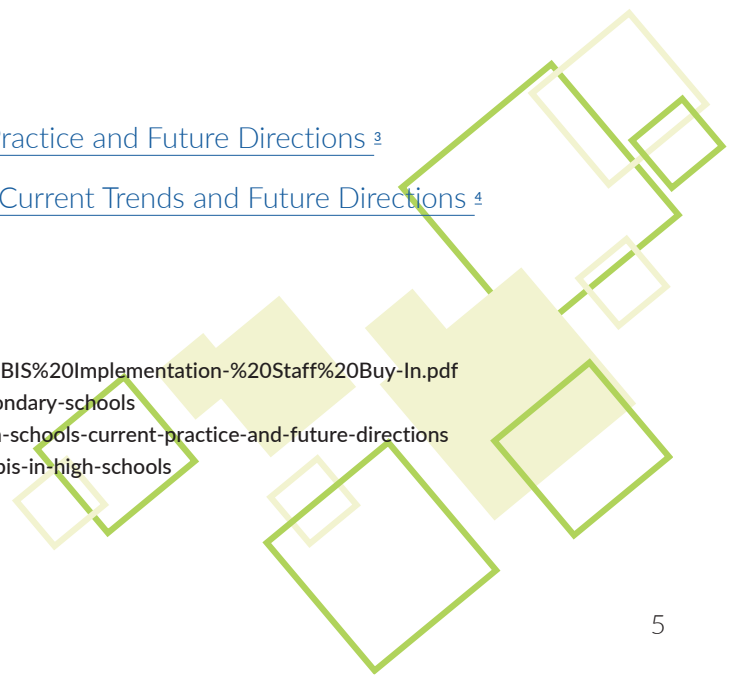 Practice and Future Directions 3
Current Trends and Future Directions 4
BIS%20Implementation-%20Staff%20Buy-In.pdf
ondary-schools
-schools-current-practice-and-future-directions
bis-in-high-schools
5